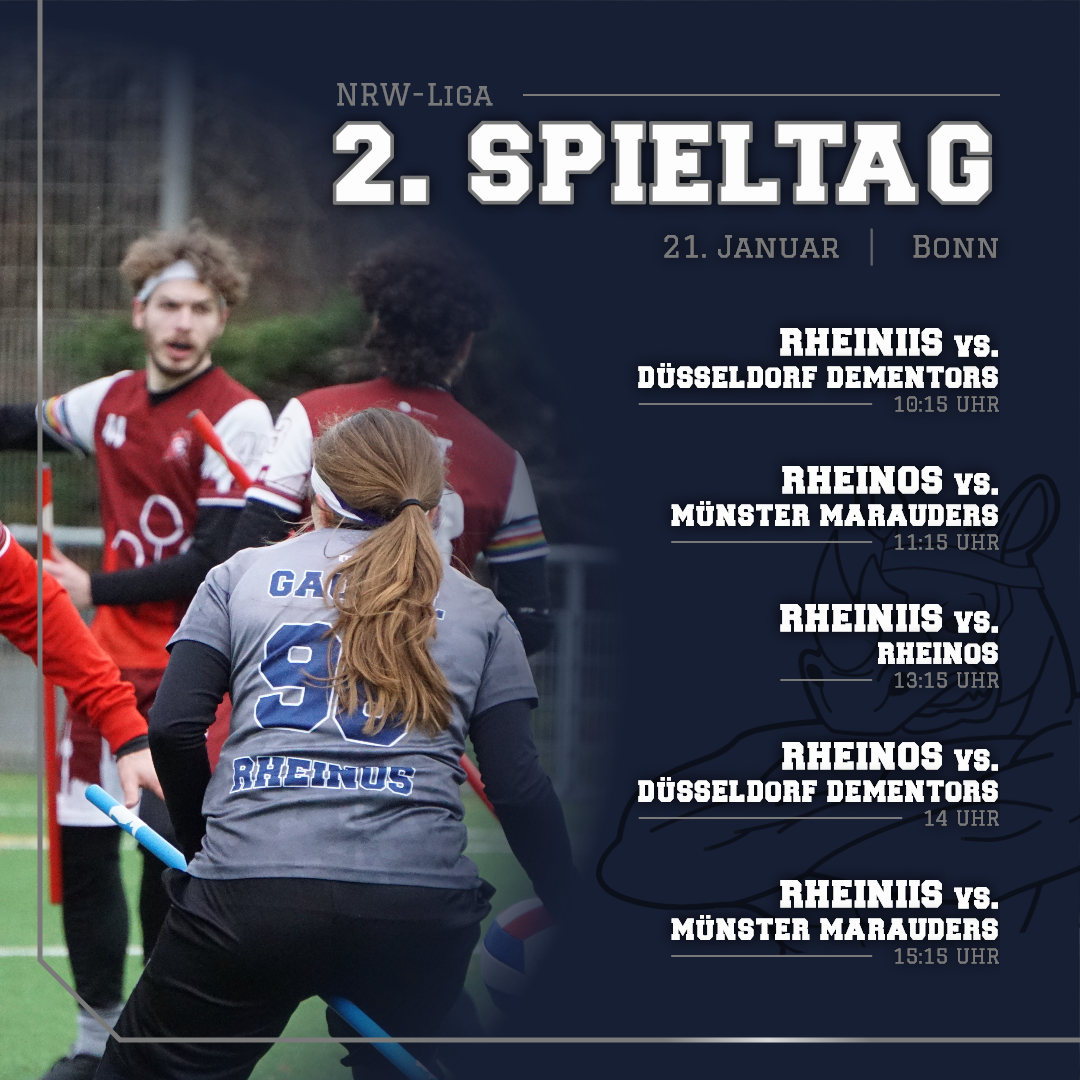 NRW-Liga
2. SPIELTAG
21. Januar | Bonn
RHEINIIS vs.
DÜSSELDORF DEMENTORS
10:15 UHR
RHEINOS vs.
MÜNSTER MARAUDERS
11:15 UHR
RHEINIIS vs.
RHEINOS
13:15 UHR
RHEINOS vs.
DÜSSELDORF DEMENTORS
14 UHR
RHEINIIS vs.
MÜNSTER MARAUDERS
15:15 UHR
44
RHEINOS